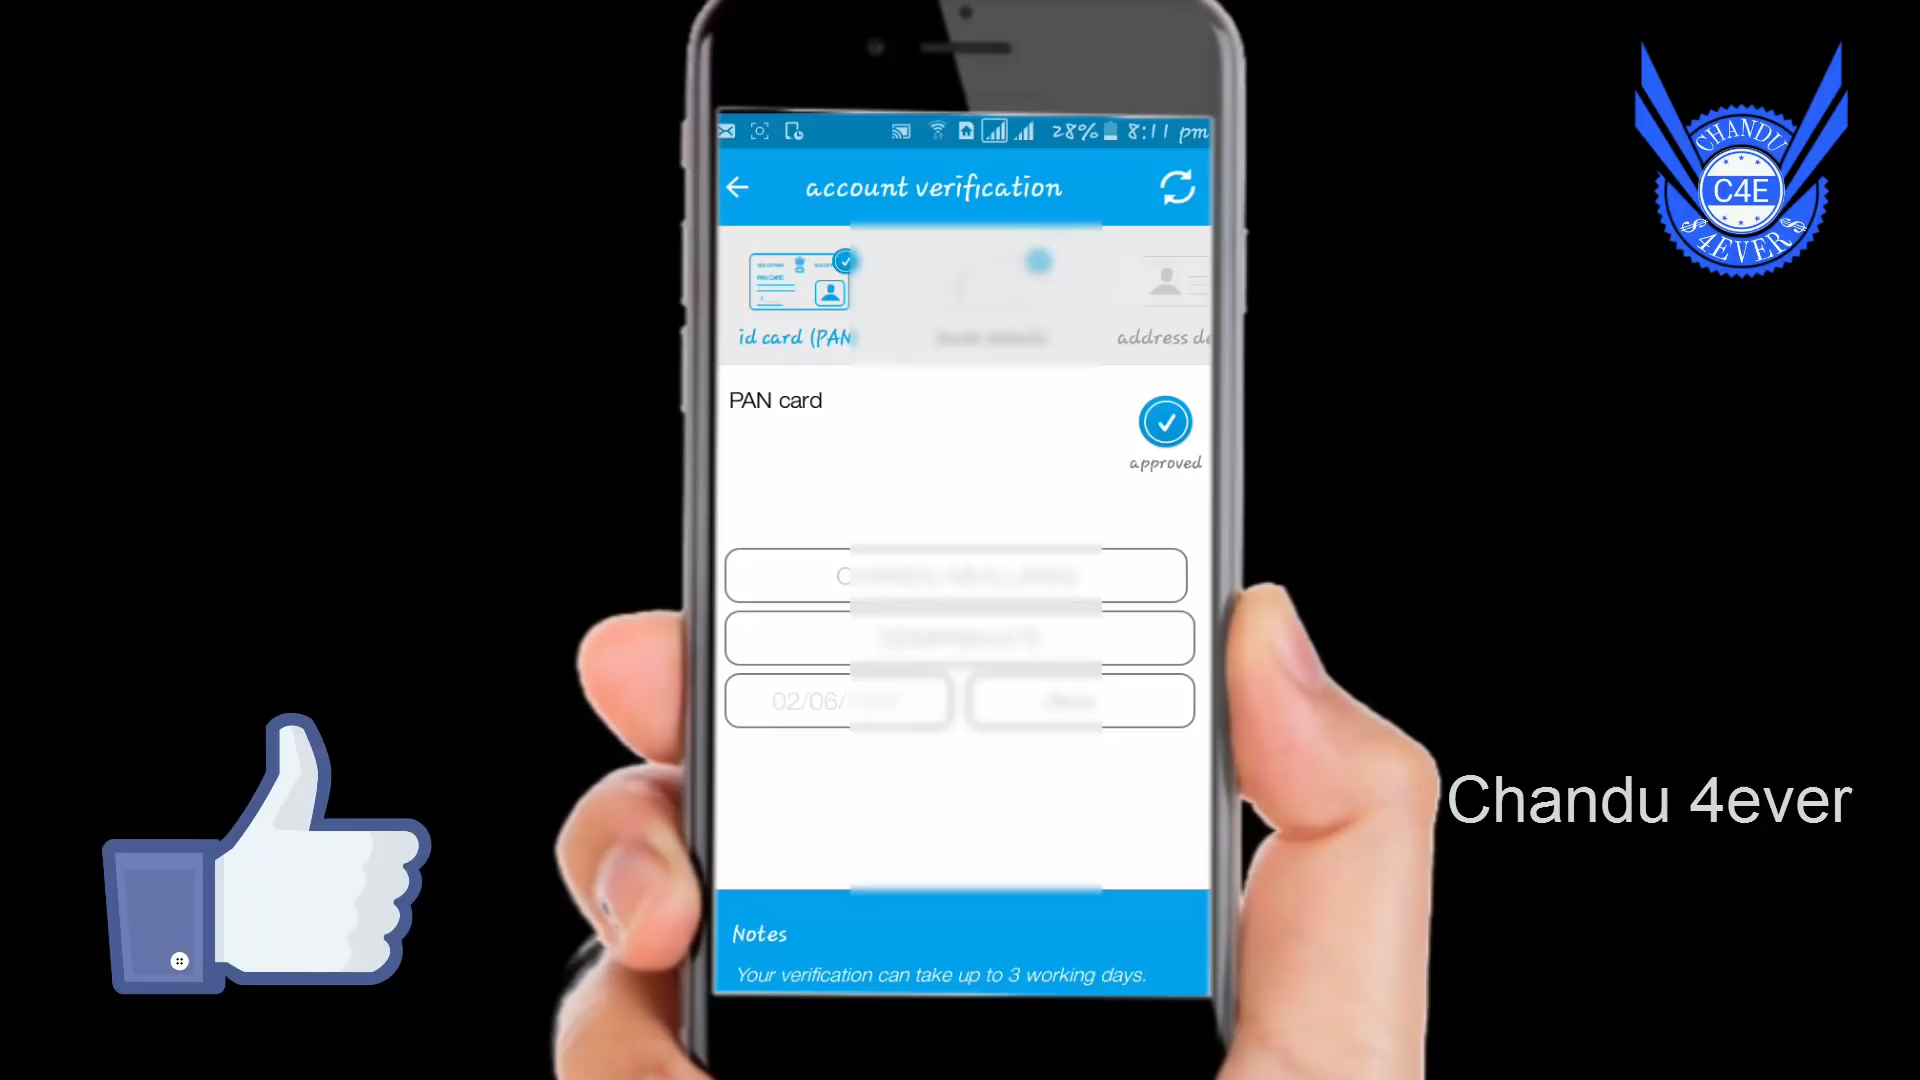 28% 8:11 pm
account verification
CHANDU
C4E
4EVER
id card (PAN
address de
PAN card
approved
02/06/
Chandu 4ever
Notes
Your verification can take up to 3 working days.